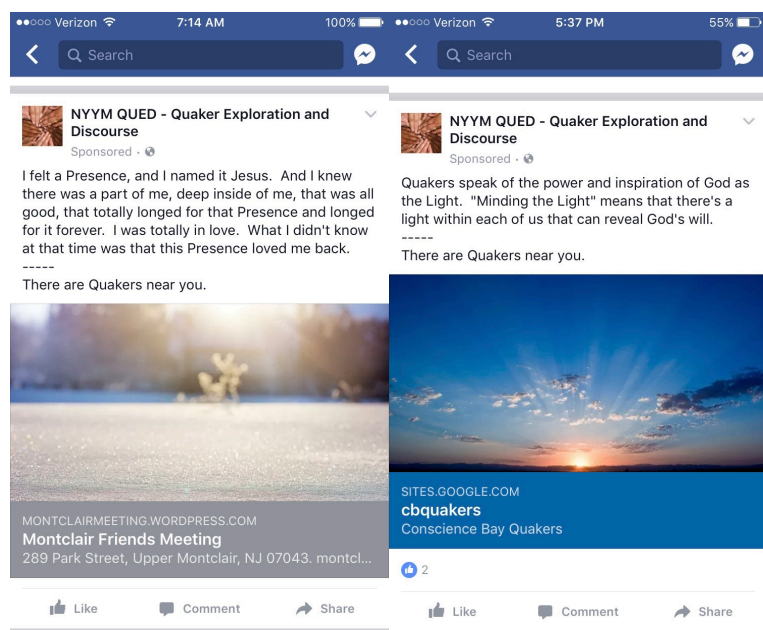 Verizon
7:14 AM
100%
Search
NYYM QUED - Quaker Exploration and
Discourse
Sponsored ·
I felt a Presence, and I named it Jesus. And I knew
there was a part of me, deep inside of me, that was all
good, that totally longed for that Presence and longed
for it forever. I was totally in love. What I didn't know
at that time was that this Presence loved me back.
-----
There are Quakers near you.
MONTCLAIRMEETING.WORDPRESS.COM
Montclair Friends Meeting
289 Park Street, Upper Montclair, NJ 07043. montcl...
Like
Comment
Share
Verizon
5:37 PM
55%
Search
NYYM QUED - Quaker Exploration and
Discourse
Sponsored ·
Quakers speak of the power and inspiration of God as
the Light. "Minding the Light" means that there's a
light within each of us that can reveal God's will.
-----
There are Quakers near you.
SITES.GOOGLE.COM
cbquakers
Conscience Bay Quakers
2
Like
Comment
Share